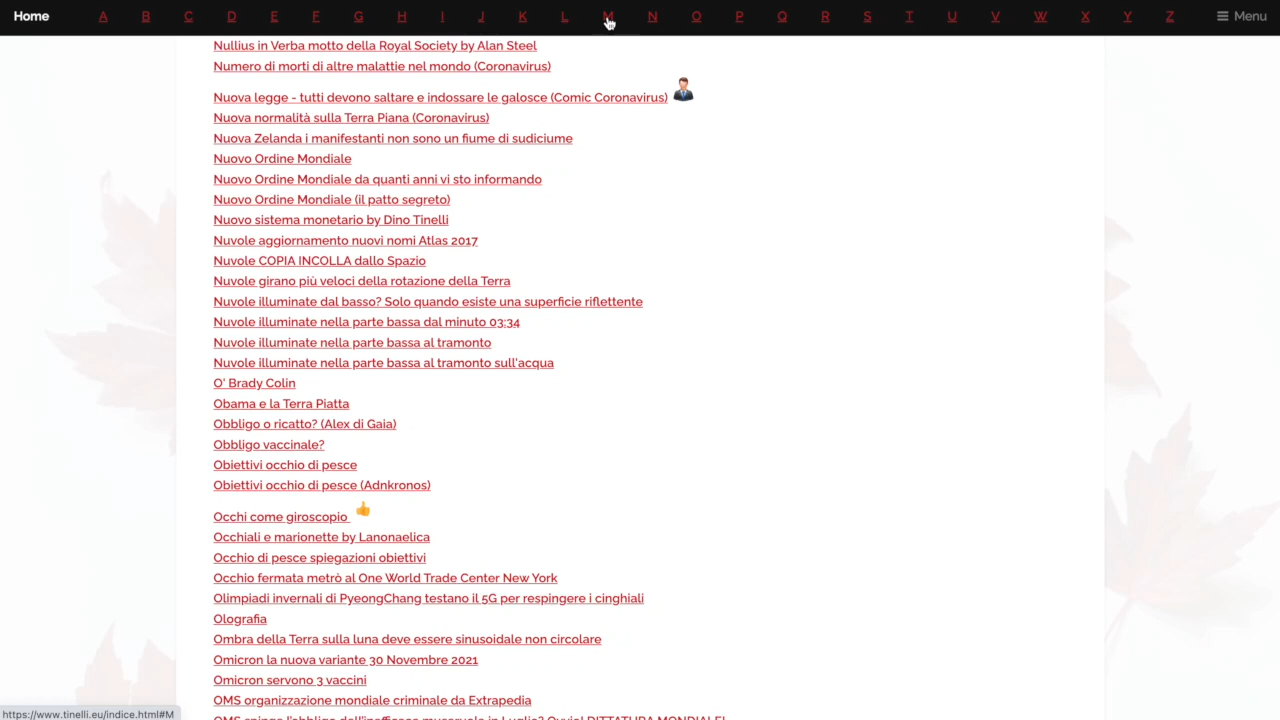 Home A B C D E F G H I J K L M N O P Q R S T U V W X Y Z Menu
Nullius in Verba motto della Royal Society by Alan Steel
Numero di morti di altre malattie nel mondo (Coronavirus)
Nuova legge - tutti devono saltare e indossare le galosce (Comic Coronavirus)
Nuova normalità sulla Terra Piana (Coronavirus)
Nuova Zelanda i manifestanti non sono un fiume di sudiciume
Nuovo Ordine Mondiale
Nuovo Ordine Mondiale da quanti anni vi sto informando
Nuovo Ordine Mondiale (il patto segreto)
Nuovo sistema monetario by Dino Tinelli
Nuvole aggiornamento nuovi nomi Atlas 2017
Nuvole COPIA INCOLLA dallo Spazio
Nuvole girano più veloci della rotazione della Terra
Nuvole illuminate dal basso? Solo quando esiste una superficie riflettente
Nuvole illuminate nella parte bassa dal minuto 03:34
Nuvole illuminate nella parte bassa al tramonto
Nuvole illuminate nella parte bassa al tramonto sull'acqua
O' Brady Colin
Obama e la Terra Piatta
Obbligo o ricatto? (Alex di Gaia)
Obbligo vaccinale?
Obiettivi occhio di pesce
Obiettivi occhio di pesce (Adnkronos)
Occhi come giroscopio
Occhiali e marionette by Lanonaelica
Occhio di pesce spiegazioni obiettivi
Occhio fermata metrò al One World Trade Center New York
Olimpiadi invernali di PyeongChang testano il 5G per respingere i cinghiali
Olografia
Ombra della Terra sulla luna deve essere sinusoidale non circolare
Omicron la nuova variante 30 Novembre 2021
Omicron servono 3 vaccini
OMS organizzazione mondiale criminale da Extrapedia
OMS spinge l'obbligo dell'inefficace museruola in Luglio? Ovvio! DITTATURA MONDIALE!
https://www.tinelli.eu/indice.html#M